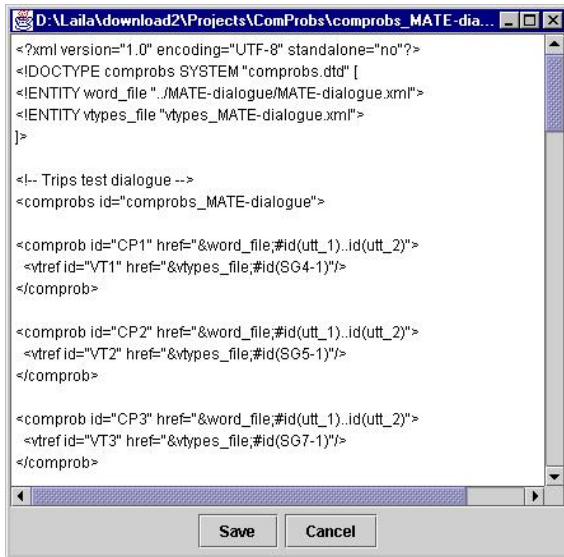 D:\Laila\download2\Projects\ComProbs\comprobs_MATE-dia...
<?xml version="1.0" encoding="UTF-8" standalone="no"?>
<!DOCTYPE comprobs SYSTEM "comprobs.dtd" [
<!ENTITY word_file "../MATE-dialogue/MATE-dialogue.xml">
<!ENTITY vtypes_file "vtypes_MATE-dialogue.xml">
]>
<!-- Trips test dialogue -->
<comprobs id="comprobs_MATE-dialogue">
<comprob id="CP1" href="&word_file;#id(utt_1)..id(utt_2)">
<vtref id="VT1" href="&vtypes_file;#id(SG4-1)"/>
</comprob>
<comprob id="CP2" href="&word_file;#id(utt_1)..id(utt_2)">
<vtref id="VT2" href="&vtypes_file;#id(SG5-1)"/>
</comprob>
<comprob id="CP3" href="&word_file;#id(utt_1)..id(utt_2)">
<vtref id="VT3" href="&vtypes_file;#id(SG7-1)"/>
</comprob>
Save Cancel